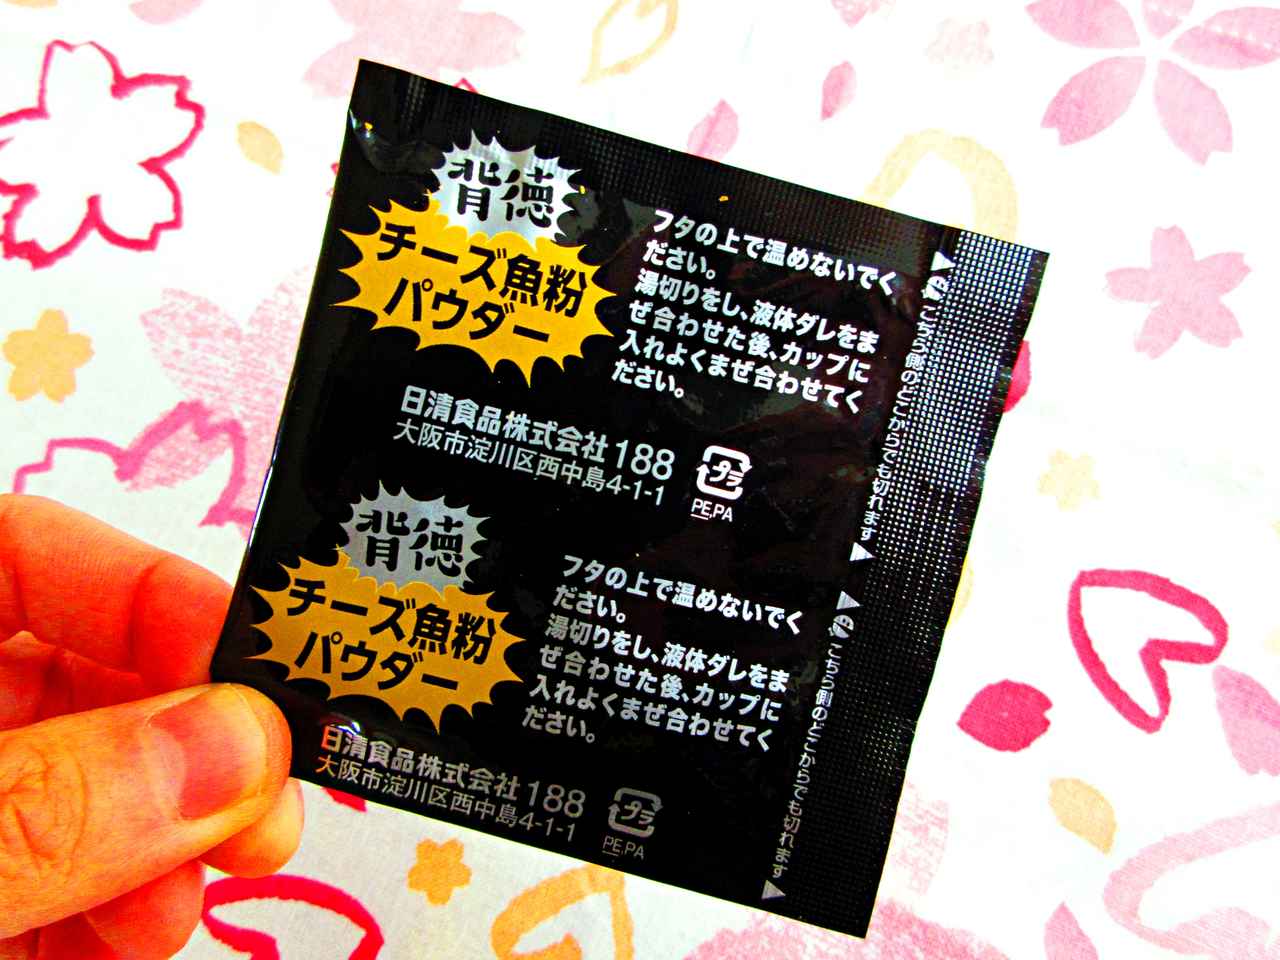 背徳
チーズ魚粉
パウダー
フタの上で温めないでく
ださい。
湯切りをし、液体ダレをま
ぜ合わせた後、カップに
入れよくまぜ合わせてく
ださい。
日清食品株式会社 188
大阪市淀川区西中島4-1-1
プラ
PE,PA
こちら側のどこからでも切れます
背徳
チーズ魚粉
パウダー
フタの上で温めないでく
ださい。
湯切りをし、液体ダレをま
ぜ合わせた後、カップに
入れよくまぜ合わせてく
ださい。
日清食品株式会社 188
大阪市淀川区西中島4-1-1
プラ
PE,PA
こちら側のどこからでも切れます